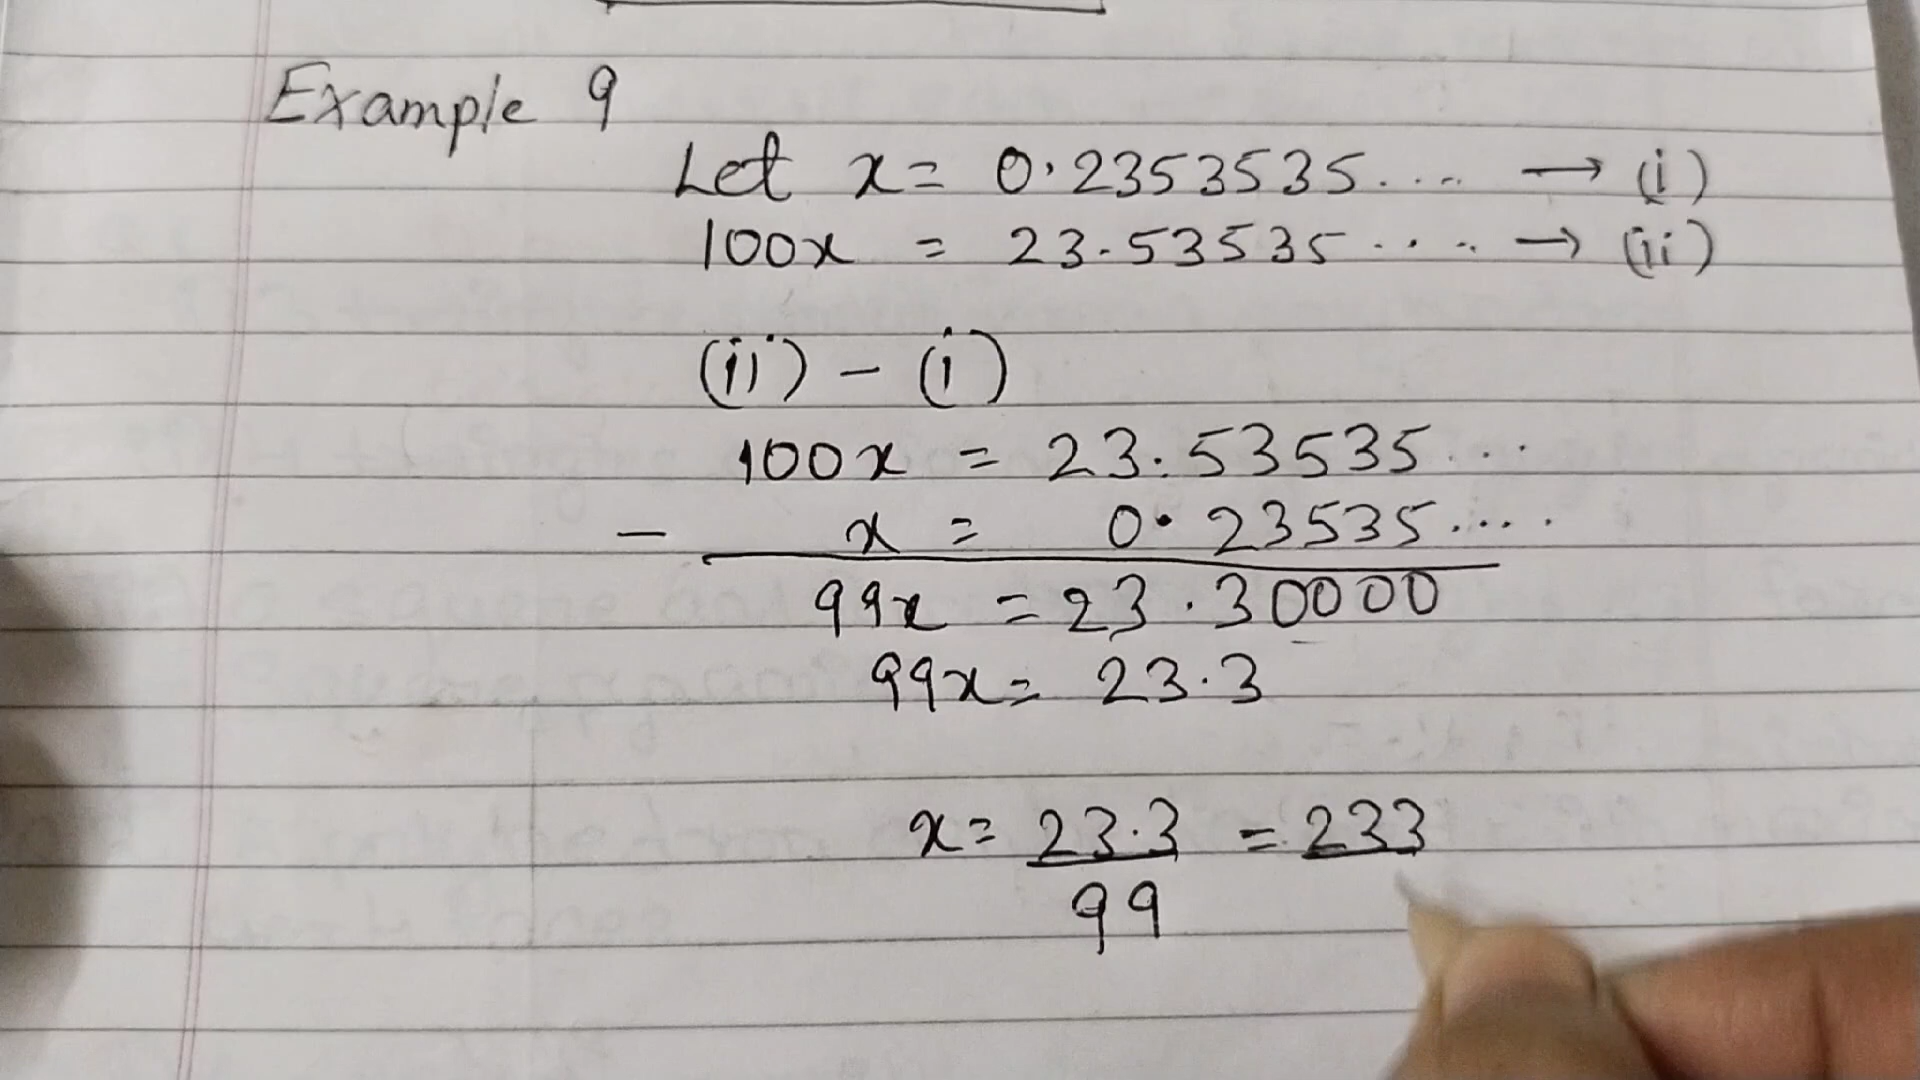 Example 9
Let x = 0.2353535..... → (i)
100x = 23.53535..... → (ii)
(ii) - (i)
100x = 23.53535...
- x = 0.23535.....
99x = 23.30000
99x = 23.3
x = 23.3/99 = 233